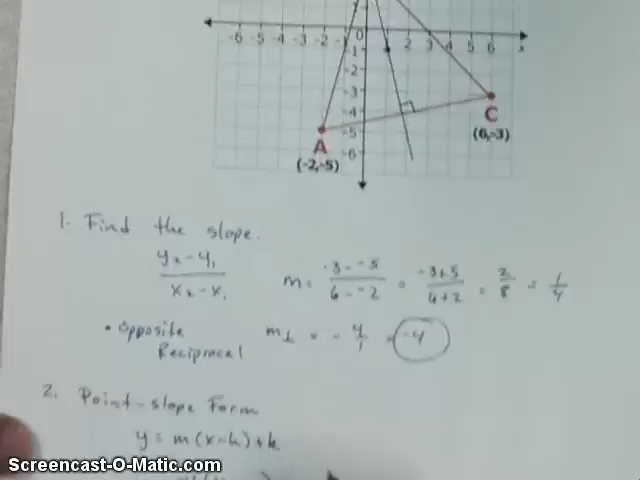 -6 -5 -4 -3 -2 -1 0 1 2 3 4 5 6 x
-1
-2
-3
-4
-5
-6
C
(6,-3)
A
(-2,-5)
1. Find the slope.
y₂ - y₁
x₂ - x₁
m = -3 - -5 / 6 - -2 = -3+5 / 6+2 = 2/8 = 1/4
• Opposite Reciprocal
m⊥ = - 4/1 = -4
2. Point-slope Form
y = m(x-h)+k
Screencast-O-Matic.com